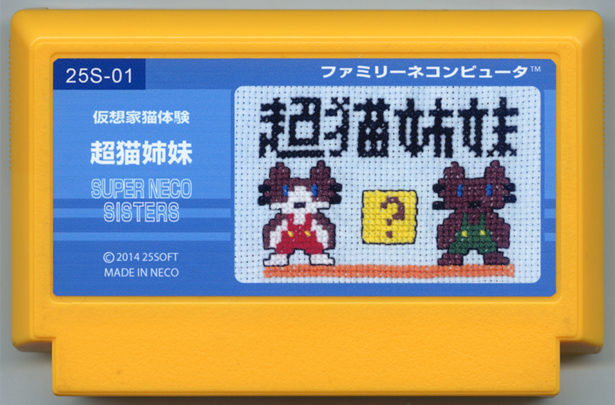 25S-01
ファミリーネコンピュータ™
仮想家猫体験
超猫姉妹
SUPER NECO
SISTERS
©2014 25SOFT
MADE IN NECO
超猫姉妹
?